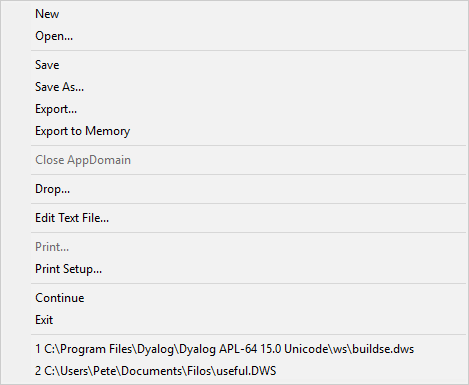 New
Open...
Save
Save As...
Export...
Export to Memory
Close AppDomain
Drop...
Edit Text File...
Print...
Print Setup...
Continue
Exit
1 C:\Program Files\Dyalog\Dyalog APL-64 15.0 Unicode\ws\buildse.dws
2 C:\Users\Pete\Documents\Filos\useful.DWS